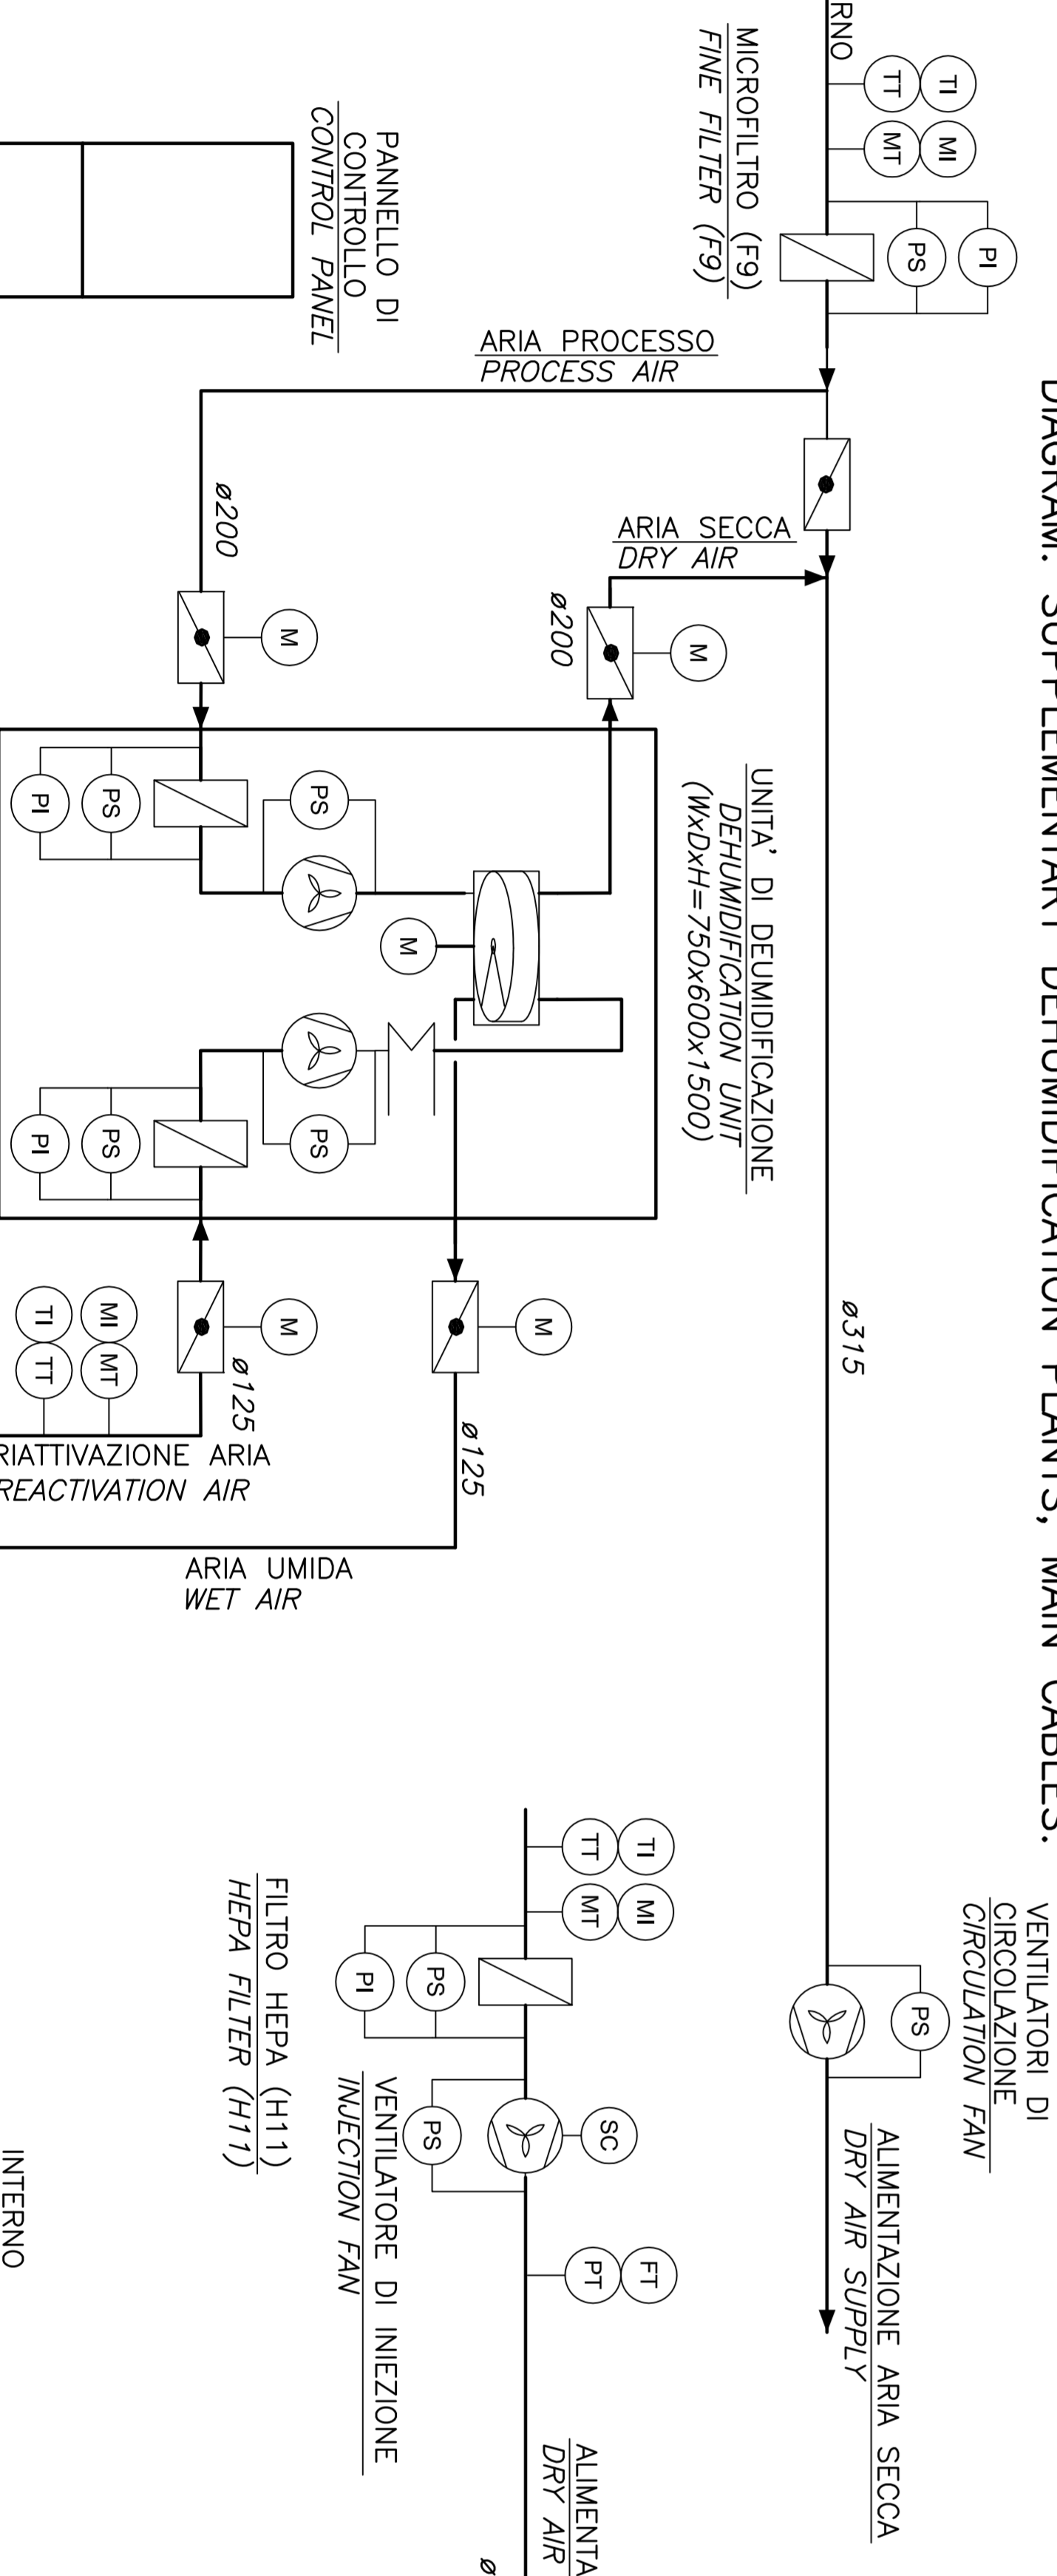 DIAGRAM: SUPPLEMENTARY DEHUMIDIFICATION PLANTS, MAIN CABLES.
RNO
TI
TT
MI
MT
PI
PS
MICROFILTRO (F9)
FINE FILTER (F9)
PANNELLO DI
CONTROLLO
CONTROL PANEL
ARIA PROCESSO
PROCESS AIR
ARIA SECCA
DRY AIR
ø200
M
ø200
M
UNITA' DI DEUMIDIFICAZIONE
DEHUMIDIFICATION UNIT
(WxDxH=750x600x1500)
PI
PS
PS
M
PI
PS
PS
M
M
ø125
ø125
ø315
TI
TT
MI
MT
RIATTIVAZIONE ARIA
REACTIVATION AIR
ARIA UMIDA
WET AIR
VENTILATORI DI
CIRCOLAZIONE
CIRCULATION FAN
PS
ALIMENTAZIONE ARIA SECCA
DRY AIR SUPPLY
TI
TT
MI
MT
PI
PS
FILTRO HEPA (H11)
HEPA FILTER (H11)
SC
PS
VENTILATORE DI INIEZIONE
INJECTION FAN
FT
PT
ALIMENTA
DRY AIR
ø
INTERNO